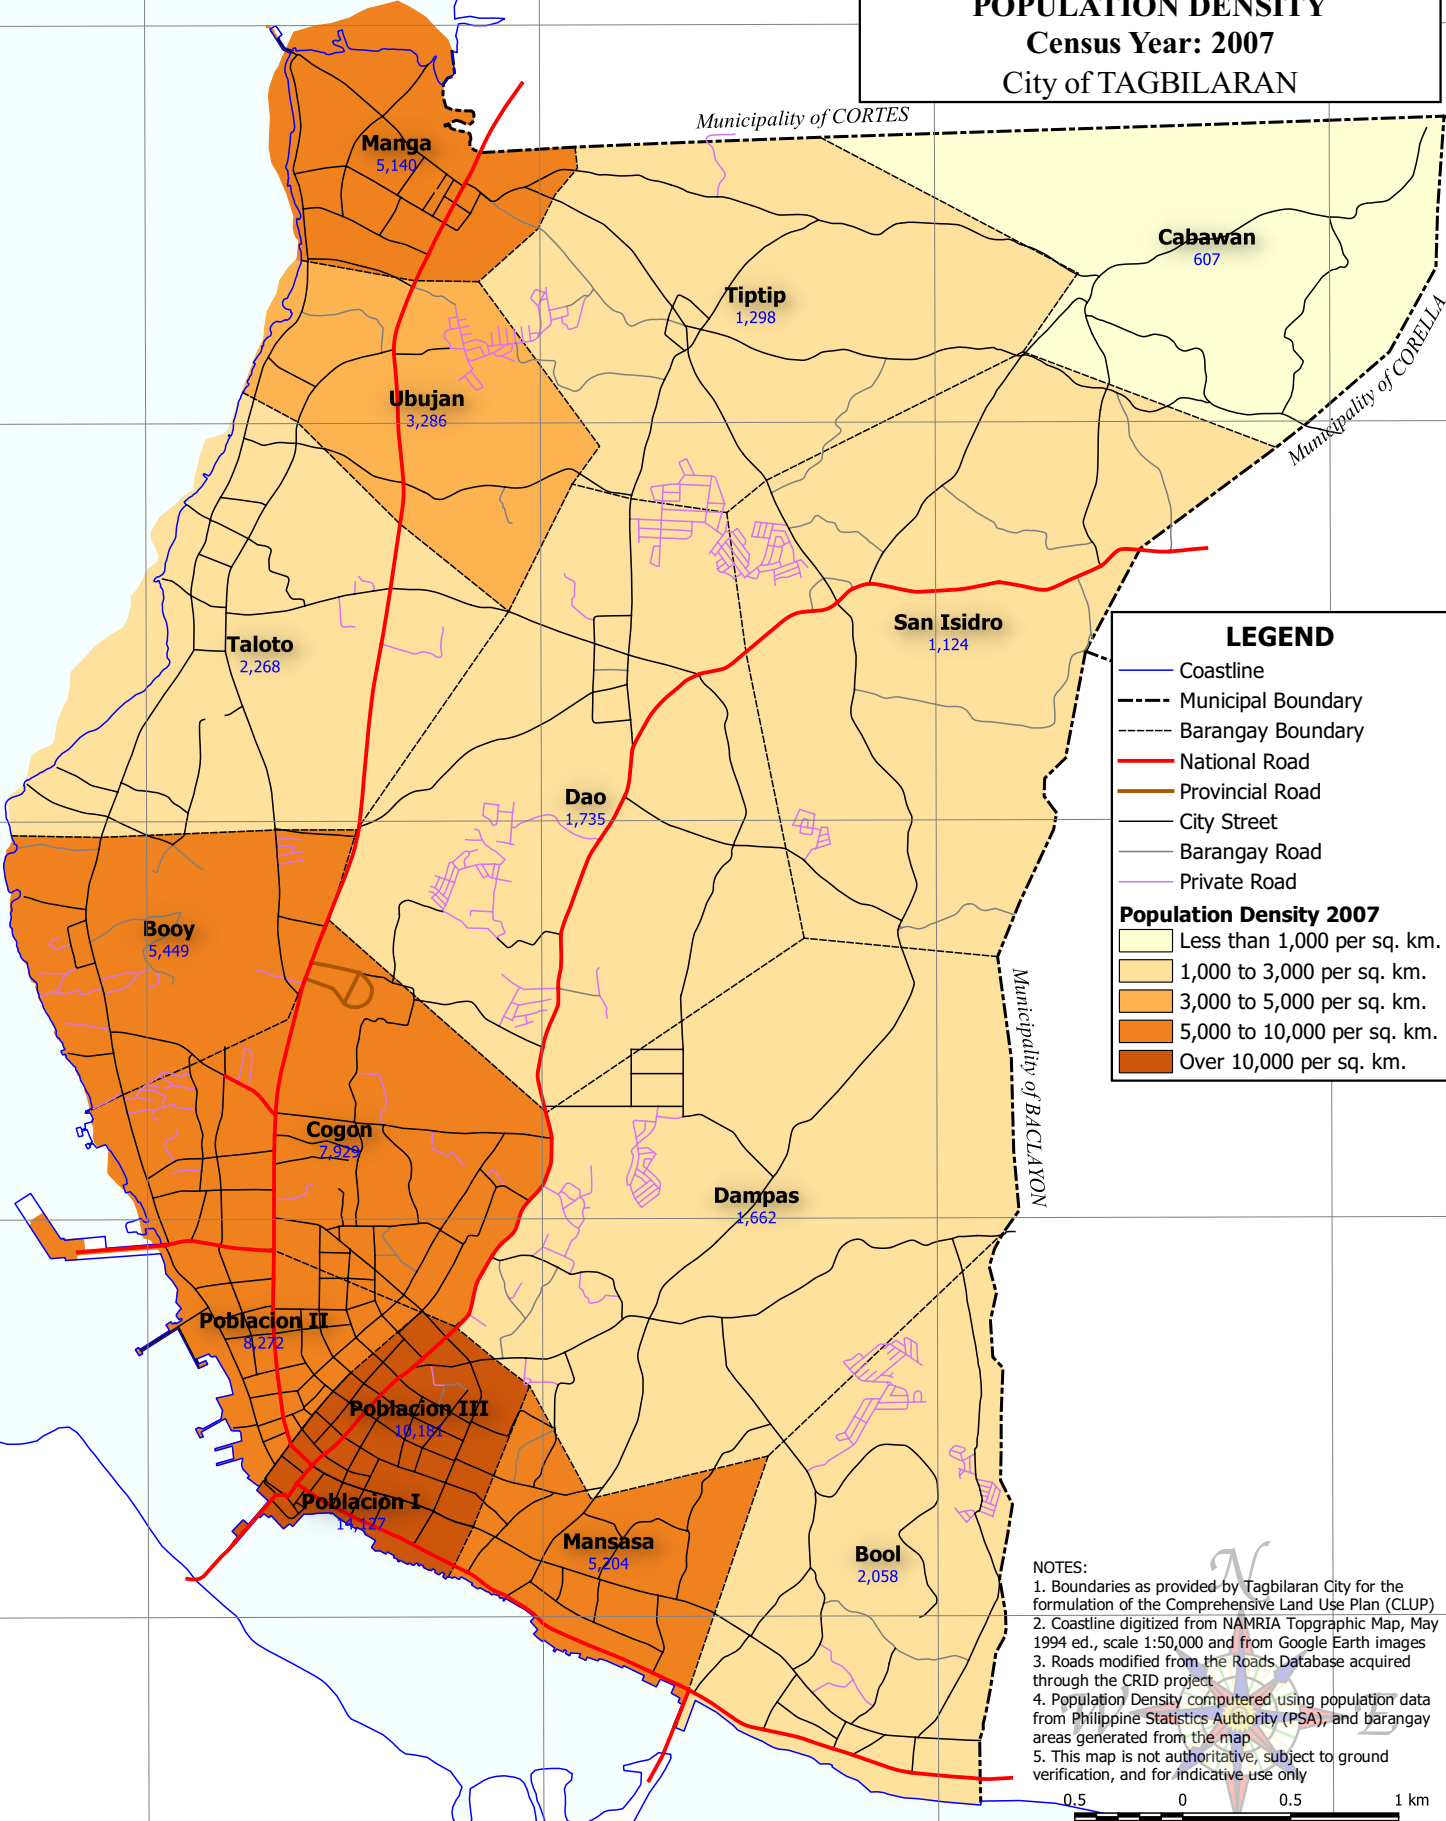 POPULATION DENSITY
Census Year: 2007
City of TAGBILARAN
Municipality of CORTES
Manga
5,140
Cabawan
607
Tiptip
1,298
Municipality of CORELLA
Ubujan
3,286
San Isidro
1,124
Taloto
2,268
LEGEND
Coastline
Municipal Boundary
Barangay Boundary
National Road
Provincial Road
City Street
Barangay Road
Private Road
Population Density 2007
Less than 1,000 per sq. km.
1,000 to 3,000 per sq. km.
3,000 to 5,000 per sq. km.
5,000 to 10,000 per sq. km.
Over 10,000 per sq. km.
Dao
1,735
Booy
5,449
Municipality of BACLAYON
Cogon
7,929
Dampas
1,662
Poblacion II
8,272
Poblacion III
10,181
Poblacion I
14,127
Mansasa
5,204
Bool
2,058
NOTES:
1. Boundaries as provided by Tagbilaran City for the
formulation of the Comprehensive Land Use Plan (CLUP)
2. Coastline digitized from NAMRIA Topgraphic Map, May
1994 ed., scale 1:50,000 and from Google Earth images
3. Roads modified from the Roads Database acquired
through the CRID project
4. Population Density computered using population data
from Philippine Statistics Authority (PSA), and barangay
areas generated from the map
5. This map is not authoritative, subject to ground
verification, and for indicative use only
N
W
E
0.5 0 0.5 1 km